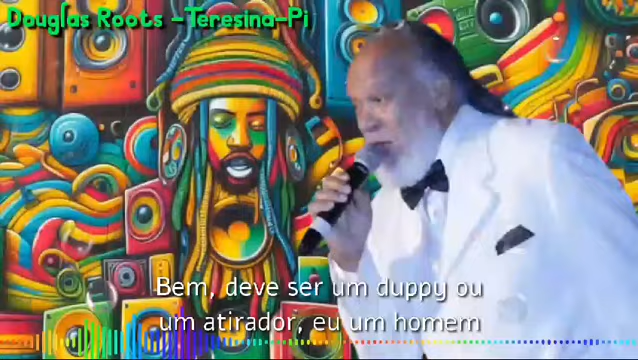 Douglas Roots -Teresina-Pi
Bem, deve ser um duppy ou
um atirador, eu um homem